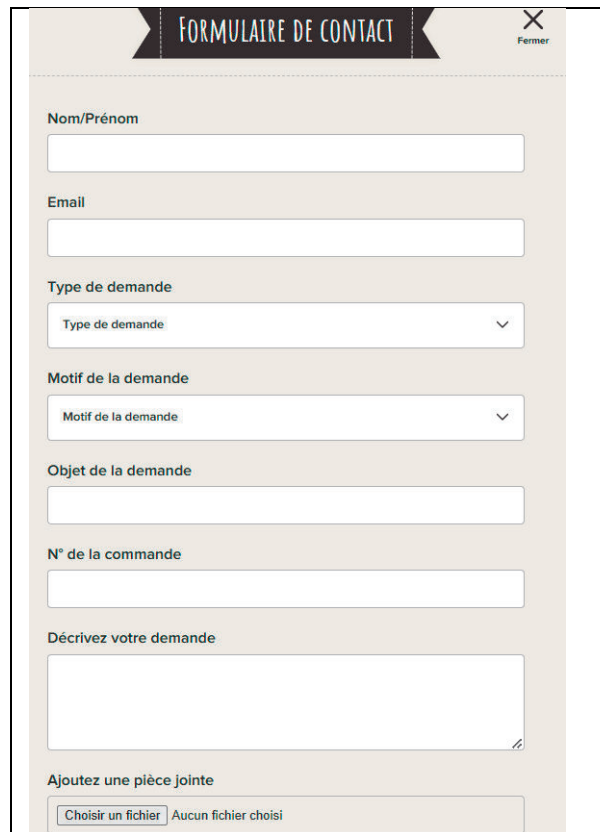 Formulaire de contact
Fermer
Nom/Prénom
Email
Type de demande
Type de demande
Motif de la demande
Motif de la demande
Objet de la demande
N° de la commande
Décrivez votre demande
Ajoutez une pièce jointe
Choisir un fichier Aucun fichier choisi